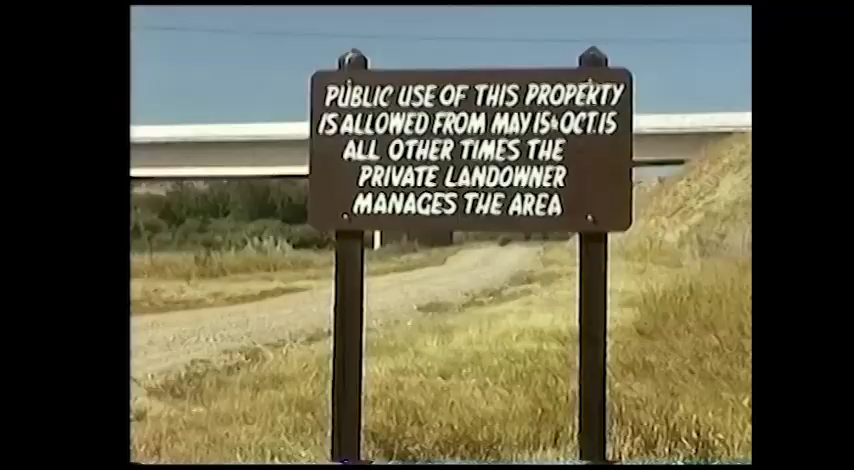 PUBLIC USE OF THIS PROPERTY
IS ALLOWED FROM MAY 15 to OCT. 15
ALL OTHER TIMES THE
PRIVATE LANDOWNER
MANAGES THE AREA